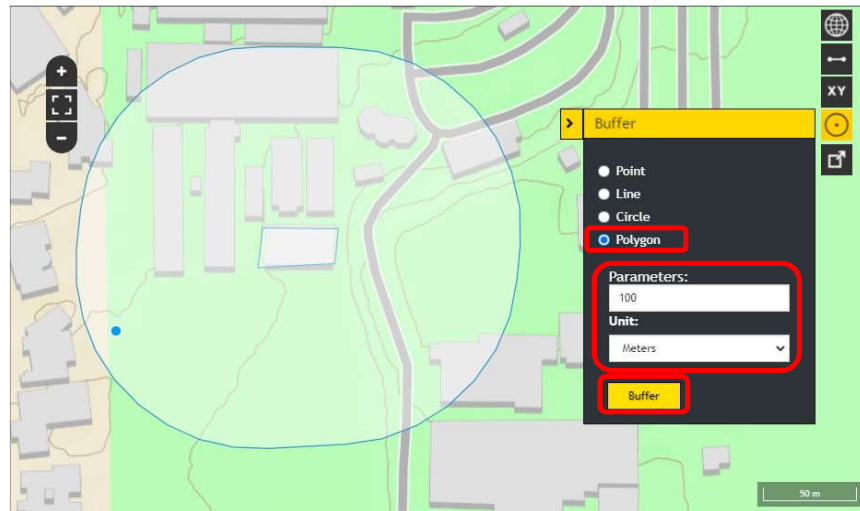 +
-
XY
> Buffer
Point
Line
Circle
Polygon
Parameters:
100
Unit:
Meters
Buffer
50 m